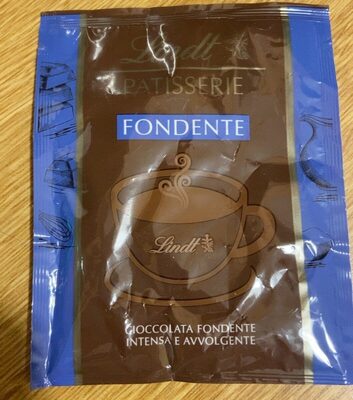 Lindt
PATISSERIE
FONDENTE
Lindt
CIOCCOLATA FONDENTE
INTENSA E AVVOLGENTE